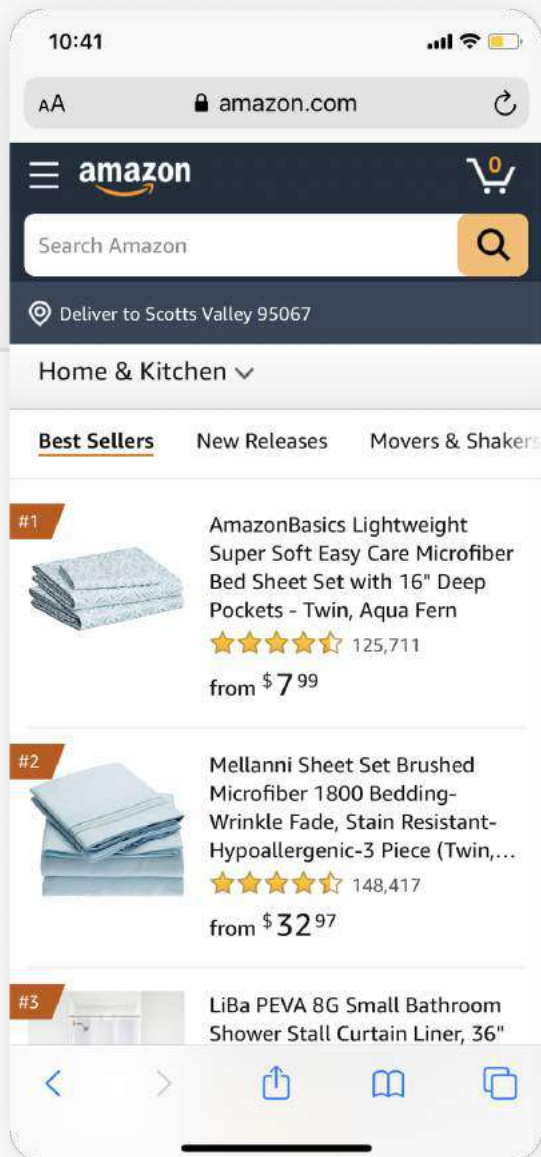 10:41
AA amazon.com
amazon 0
Search Amazon
Deliver to Scotts Valley 95067
Home & Kitchen
Best Sellers New Releases Movers & Shakers
#1
AmazonBasics Lightweight
Super Soft Easy Care Microfiber
Bed Sheet Set with 16" Deep
Pockets - Twin, Aqua Fern
125,711
from $7 99
#2
Mellanni Sheet Set Brushed
Microfiber 1800 Bedding-
Wrinkle Fade, Stain Resistant-
Hypoallergenic-3 Piece (Twin,...
148,417
from $32 97
#3
LiBa PEVA 8G Small Bathroom
Shower Stall Curtain Liner, 36"